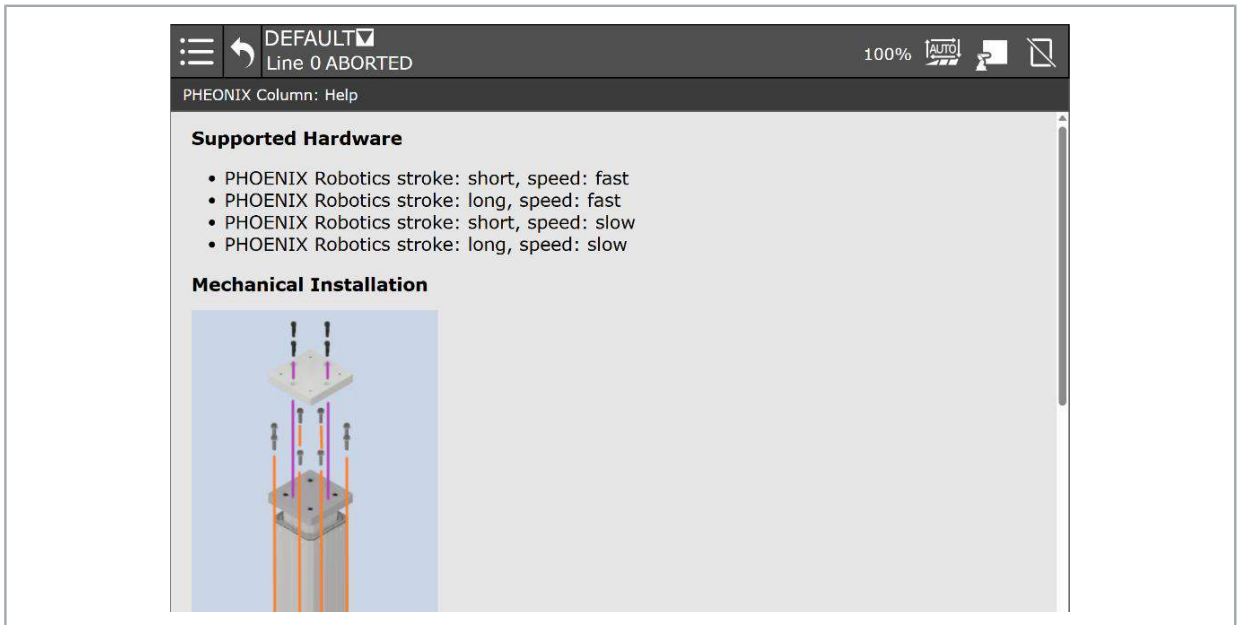 DEFAULT
Line 0 ABORTED
100%
AUTO
PHEONIX Column: Help
Supported Hardware
• PHOENIX Robotics stroke: short, speed: fast
• PHOENIX Robotics stroke: long, speed: fast
• PHOENIX Robotics stroke: short, speed: slow
• PHOENIX Robotics stroke: long, speed: slow
Mechanical Installation